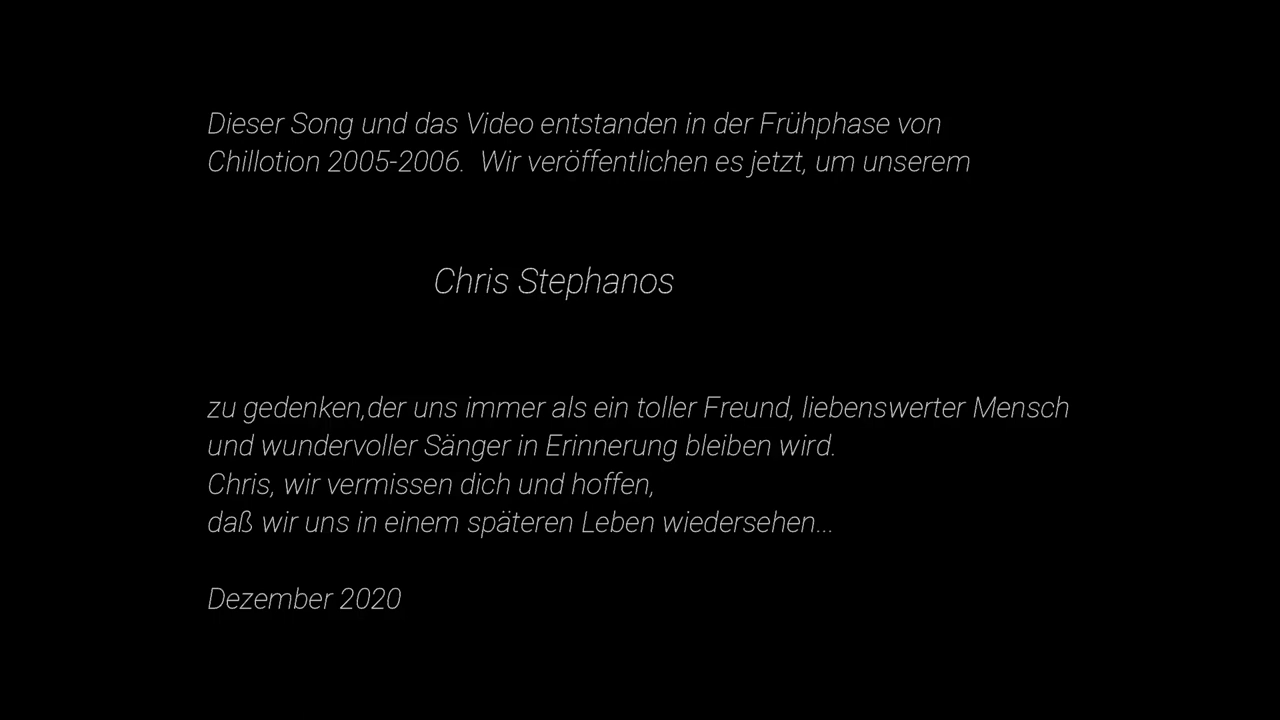 Dieser Song und das Video entstanden in der Frühphase von
Chillotion 2005-2006.  Wir veröffentlichen es jetzt, um unserem
Chris Stephanos
zu gedenken,der uns immer als ein toller Freund, liebenswerter Mensch
und wundervoller Sänger in Erinnerung bleiben wird.
Chris, wir vermissen dich und hoffen,
daß wir uns in einem späteren Leben wiedersehen...
Dezember 2020